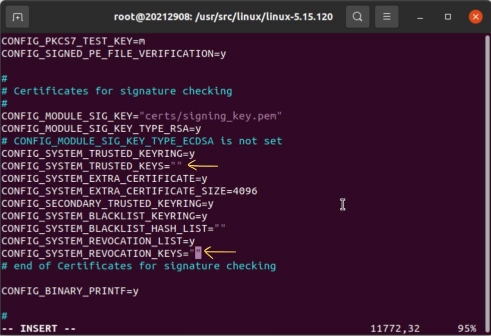 root@20212908: /usr/src/linux/linux-5.15.120
CONFIG_PKCS7_TEST_KEY=m
CONFIG_SIGNED_PE_FILE_VERIFICATION=y
#
# Certificates for signature checking
#
CONFIG_MODULE_SIG_KEY="certs/signing_key.pem"
CONFIG_MODULE_SIG_KEY_TYPE_RSA=y
# CONFIG_MODULE_SIG_KEY_TYPE_ECDSA is not set
CONFIG_SYSTEM_TRUSTED_KEYRING=y
CONFIG_SYSTEM_TRUSTED_KEYS=""
CONFIG_SYSTEM_EXTRA_CERTIFICATE=y
CONFIG_SYSTEM_EXTRA_CERTIFICATE_SIZE=4096
CONFIG_SECONDARY_TRUSTED_KEYRING=y
CONFIG_SYSTEM_BLACKLIST_KEYRING=y
CONFIG_SYSTEM_BLACKLIST_HASH_LIST=""
CONFIG_SYSTEM_REVOCATION_LIST=y
CONFIG_SYSTEM_REVOCATION_KEYS=""
# end of Certificates for signature checking
CONFIG_BINARY_PRINTF=y
#
-- INSERT -- 11772,32 95%